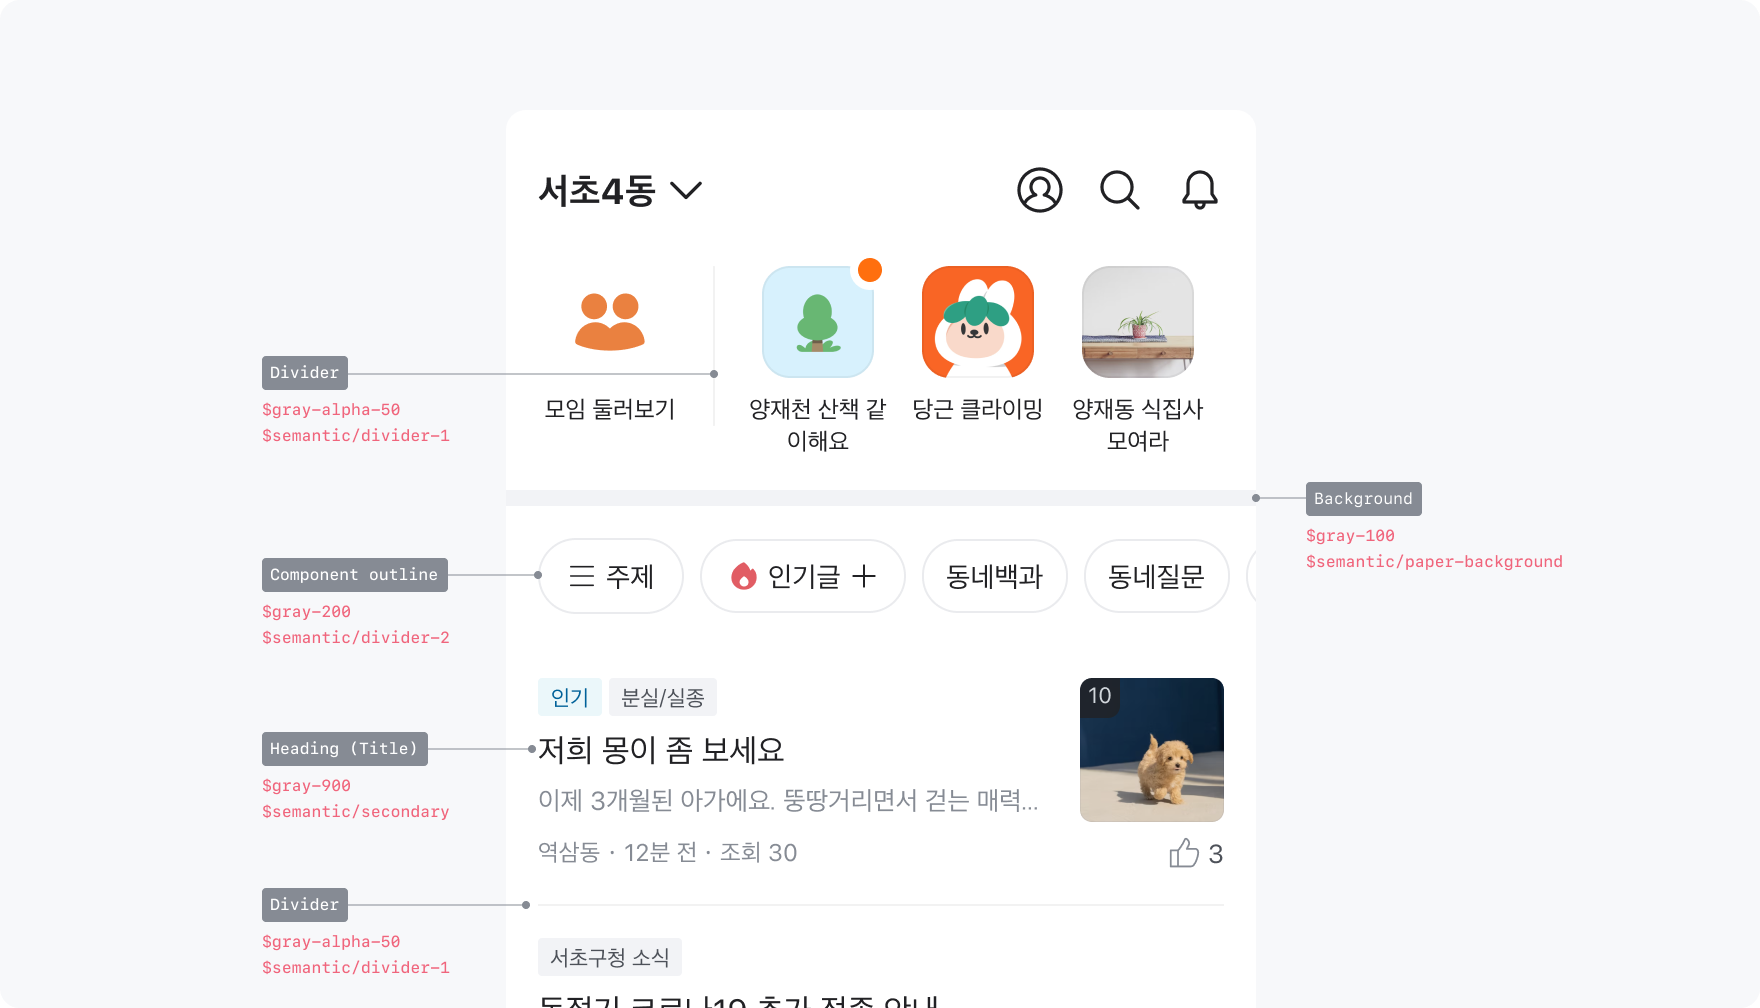 서초4동
모임 둘러보기
양재천 산책 같
이해요
당근 클라이밍
양재동 식집사
모여라
Divider
$gray-alpha-50
$semantic/divider-1
Background
$gray-100
$semantic/paper-background
Component outline
$gray-200
$semantic/divider-2
주제
인기글
동네백과
동네질문
인기
분실/실종
10
Heading (Title)
$gray-900
$semantic/secondary
저희 몽이 좀 보세요
이제 3개월된 아가에요. 뚱땅거리면서 걷는 매력...
역삼동 · 12분 전 · 조회 30
3
Divider
$gray-alpha-50
$semantic/divider-1
서초구청 소식